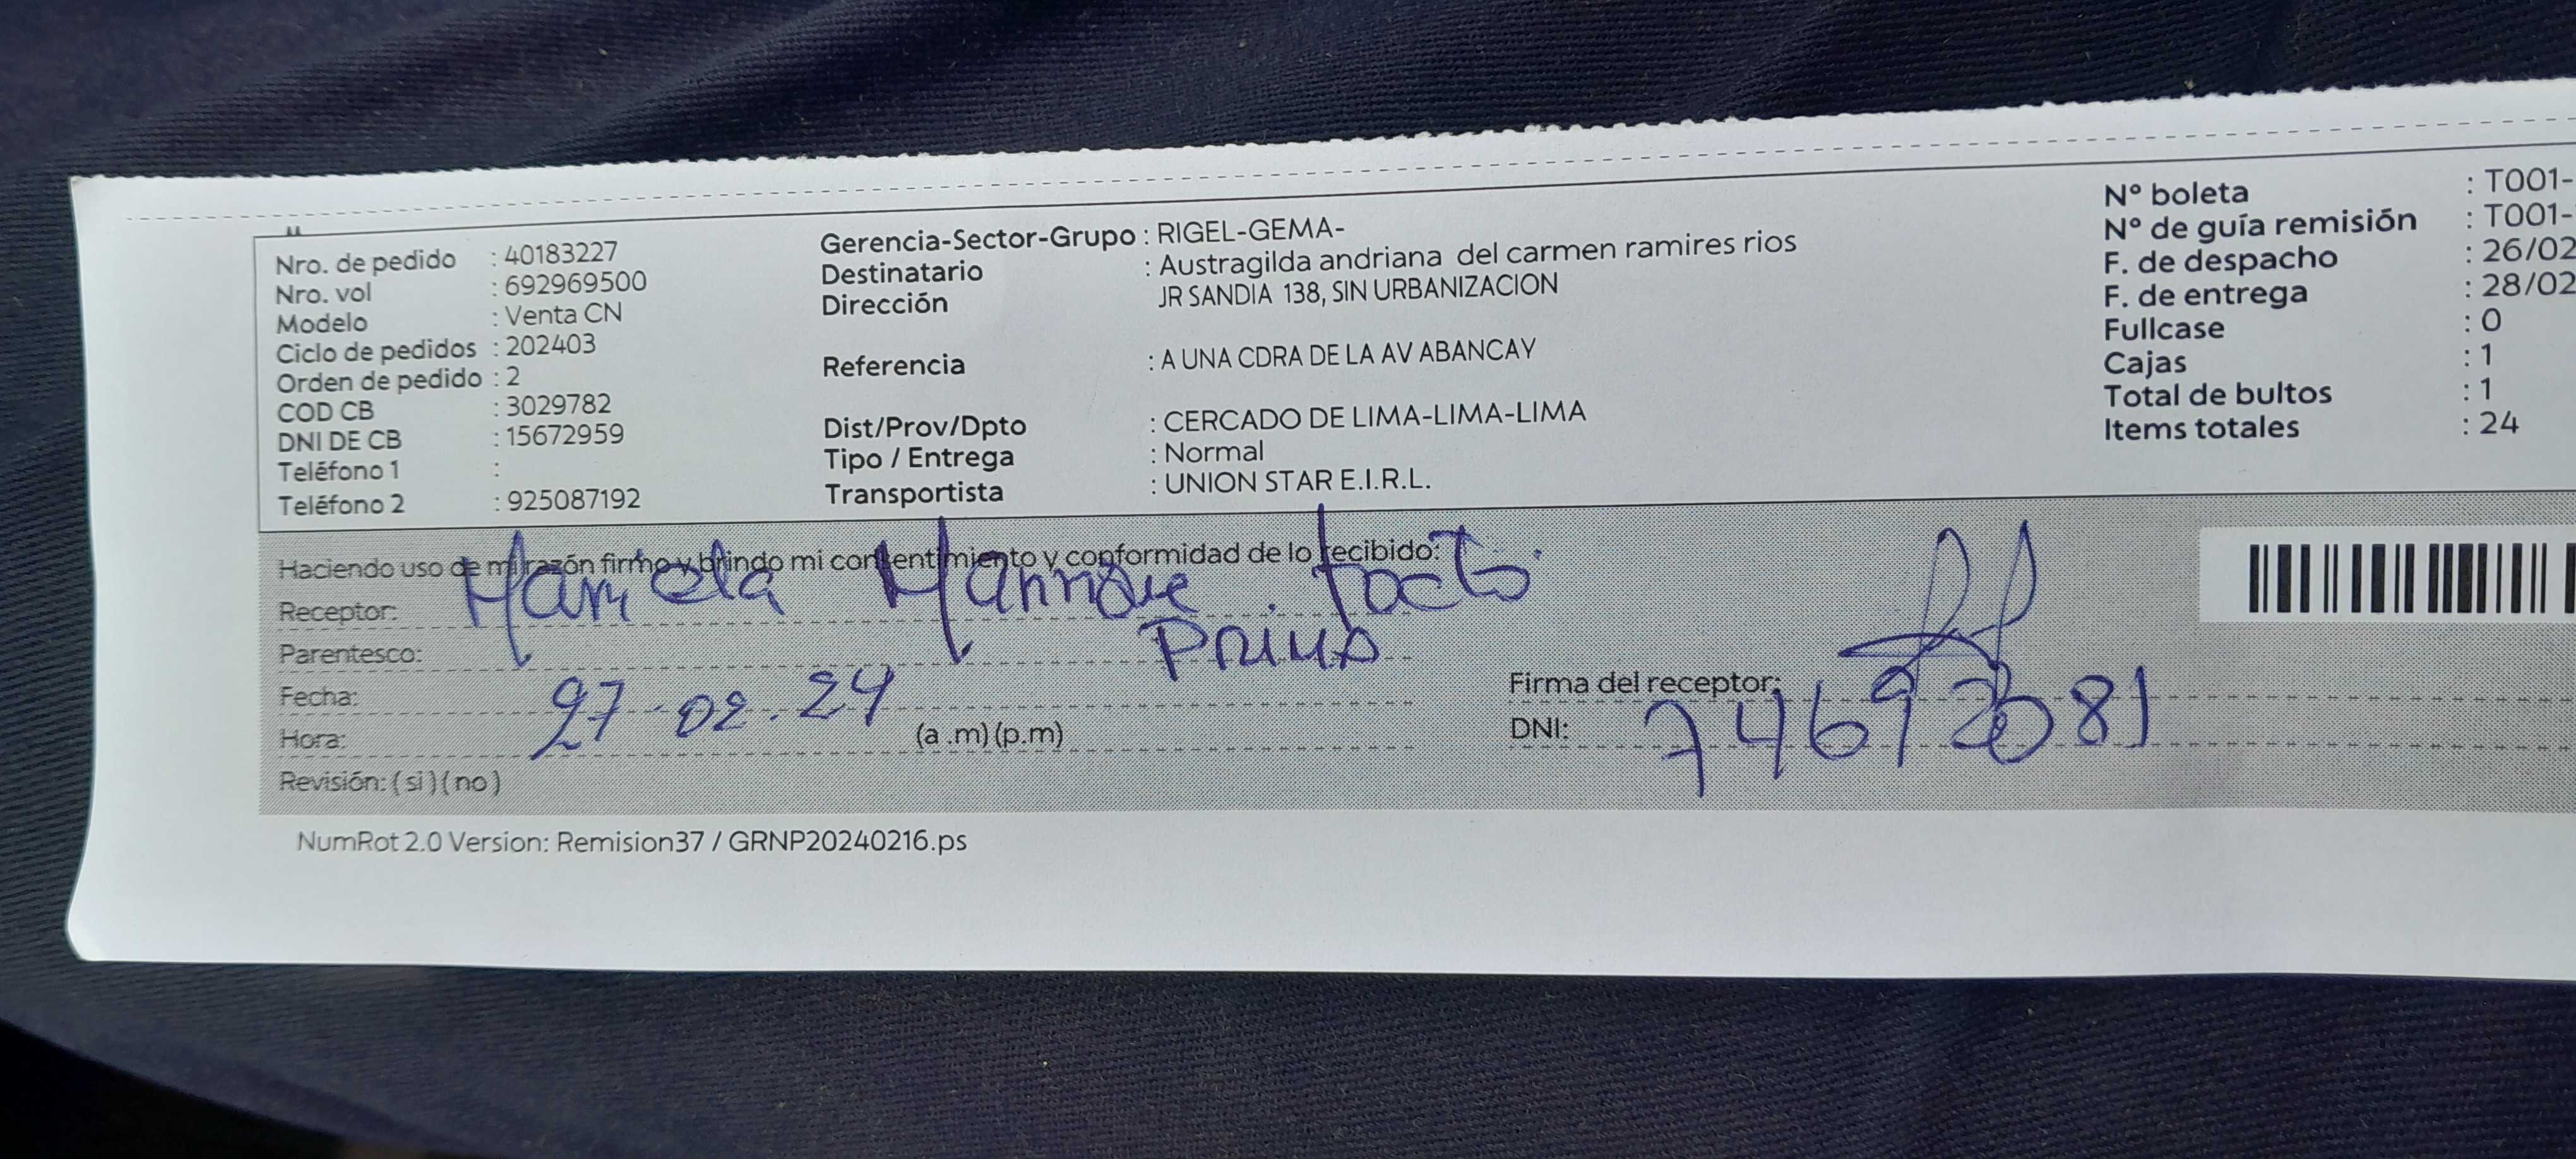 Nro. de pedido : 40183227
Nro. vol : 692969500
Modelo : Venta CN
Ciclo de pedidos : 202403
Orden de pedido : 2
COD CB : 3029782
DNI DE CB : 15672959
Teléfono 1 :
Teléfono 2 : 925087192
Gerencia-Sector-Grupo : RIGEL-GEMA-
Destinatario : Austragilda andriana del carmen ramires rios
Dirección JR SANDIA 138, SIN URBANIZACION
Referencia : A UNA CDRA DE LA AV ABANCAY
Dist/Prov/Dpto : CERCADO DE LIMA-LIMA-LIMA
Tipo / Entrega : Normal
Transportista : UNION STAR E.I.R.L.
N° boleta : T001-
N° de guía remisión : T001-
F. de despacho : 26/02
F. de entrega : 28/02
Fullcase : 0
Cajas : 1
Total de bultos : 1
Items totales : 24
Haciendo uso de mi razón firmo y brindo mi consentimiento y conformidad de lo recibido:
Receptor: Manrique
Parentesco: Prima
Fecha: 27-02-24
Hora: (a .m) (p.m)
Revisión: ( si ) ( no )
Firma del receptor:
DNI:
NumRot 2.0 Version: Remision37 / GRNP20240216.ps